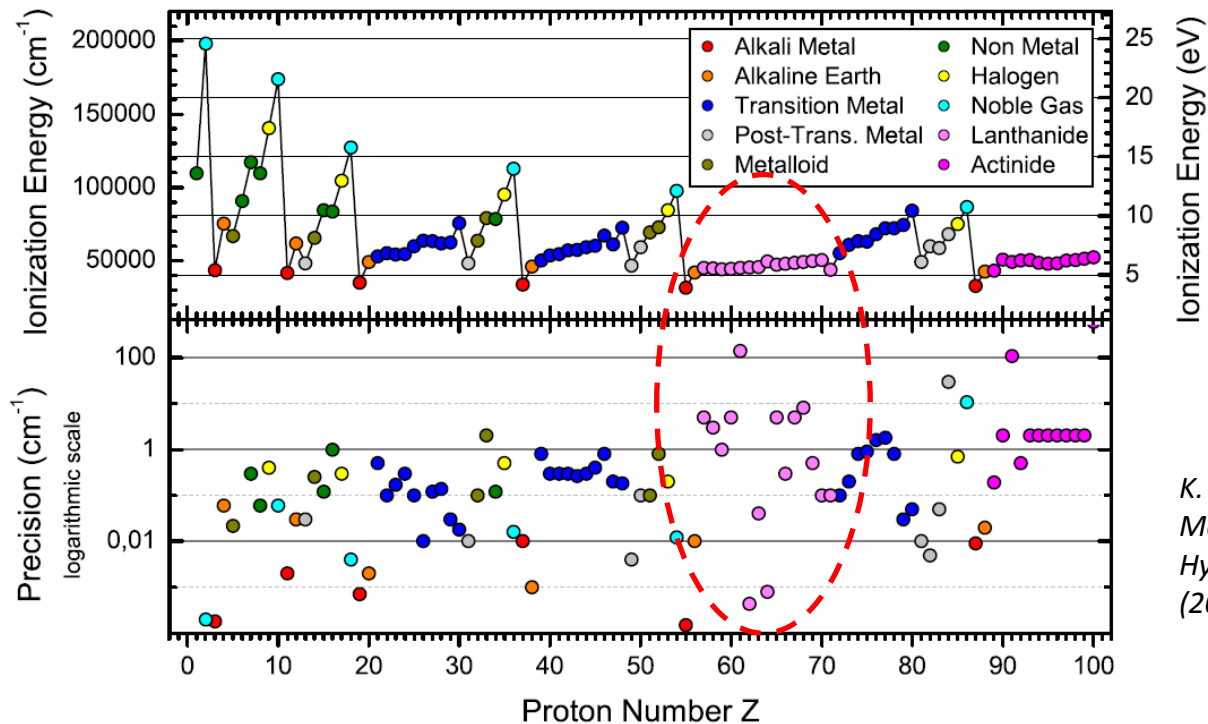 Ionization Energy (cm-1)
200000
150000
100000
50000
25
20
15
10
5
Ionization Energy (eV)
Alkali Metal
Alkaline Earth
Transition Metal
Post-Trans. Metal
Metalloid
Non Metal
Halogen
Noble Gas
Lanthanide
Actinide
Precision (cm-1)
logarithmic scale
100
1
0,01
0 10 20 30 40 50 60 70 80 90 100
Proton Number Z
K.
Hy
(20